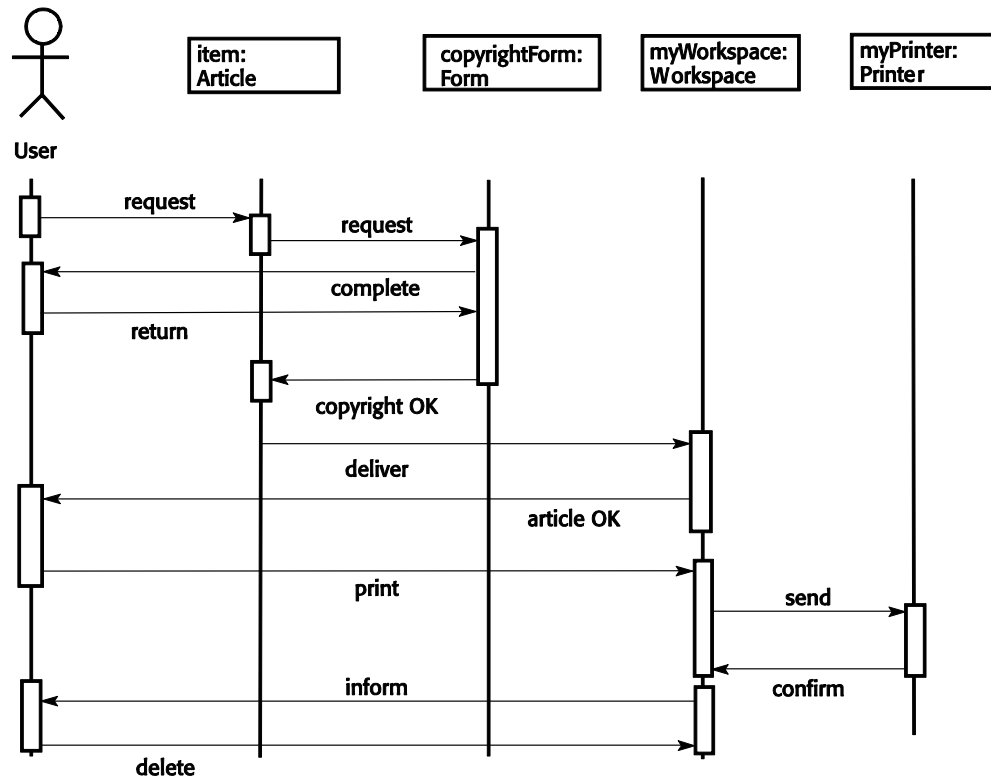 item:
Article
copyrightForm:
Form
myWorkspace:
Workspace
myPrinter:
Printer
User
request
request
complete
return
copyright OK
deliver
article OK
print
send
confirm
inform
delete